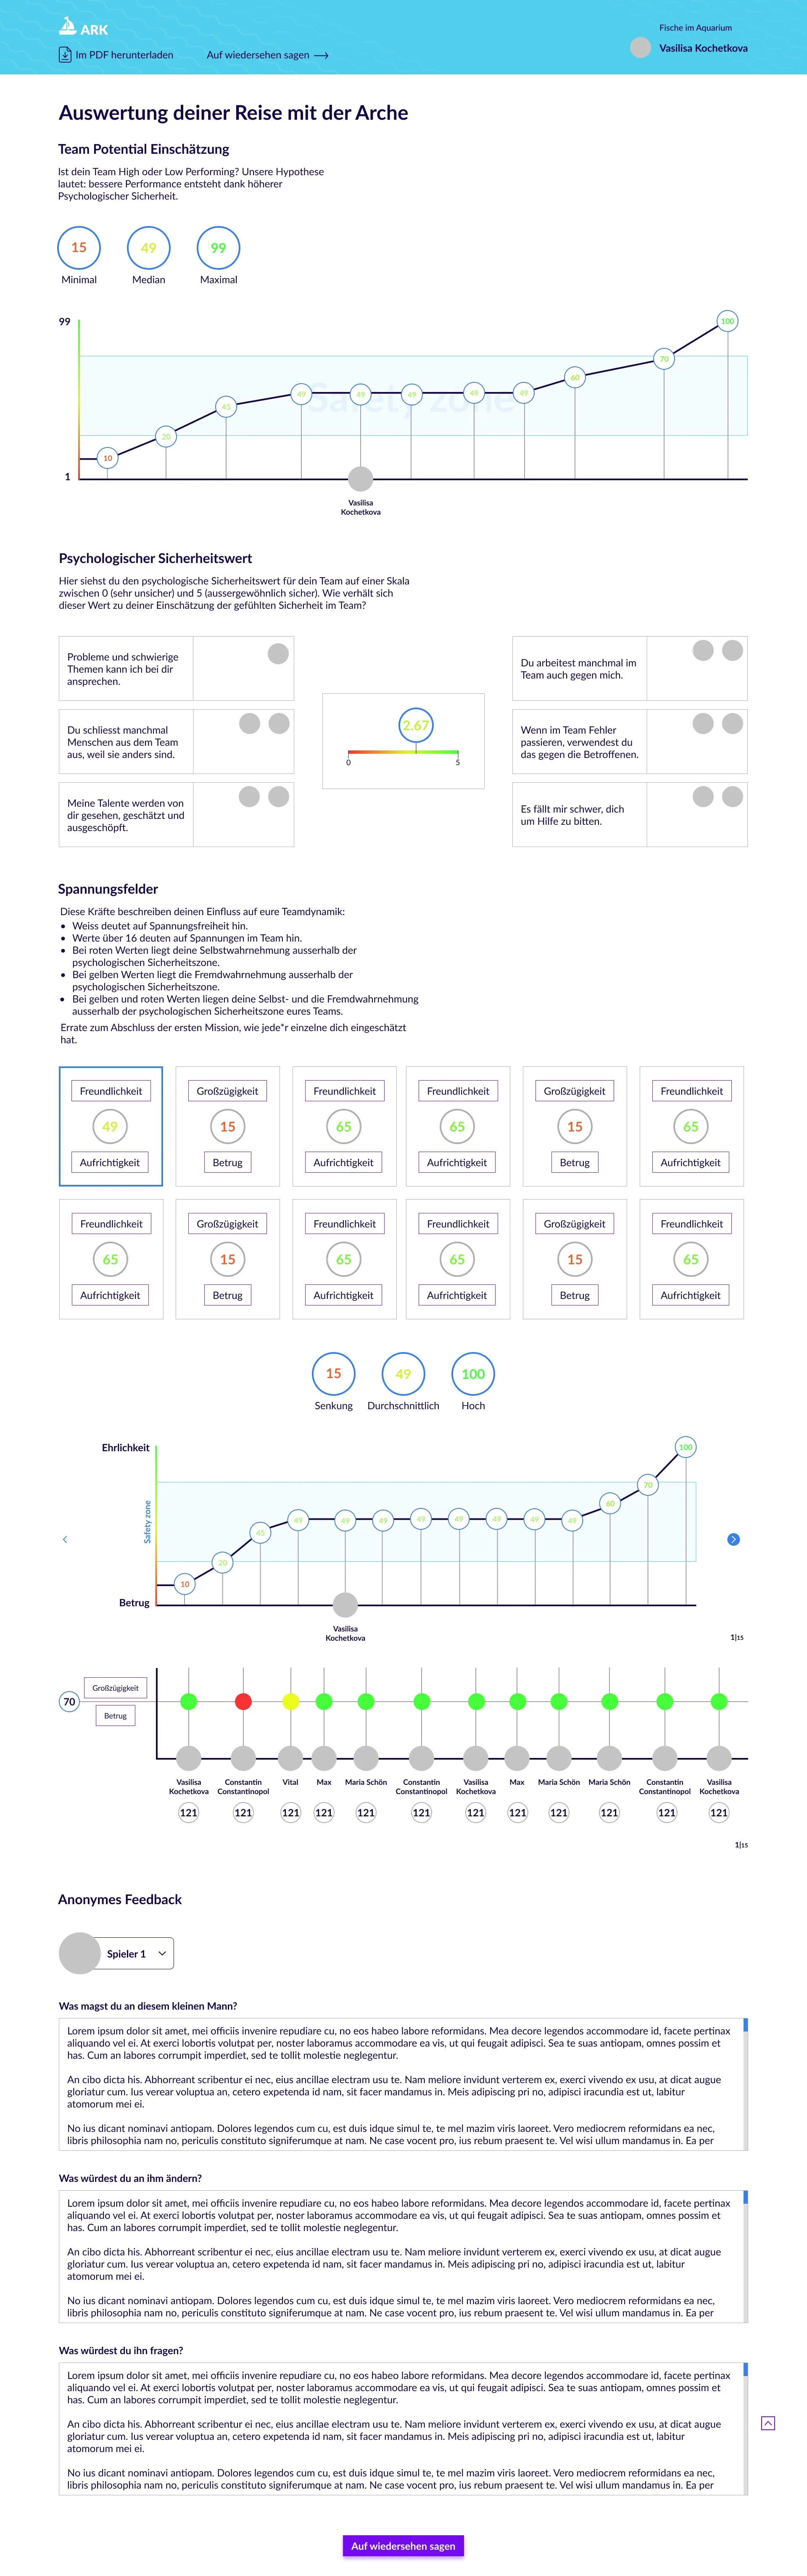 ARK
Im PDF herunterladen
Auf wiedersehen sagen
Fische im Aquarium
Vasilisa Kochetkova
Auswertung deiner Reise mit der Arche
Team Potential Einschätzung
Ist dein Team High oder Low Performing? Unsere Hypothese
lautet: bessere Performance entsteht dank höherer
Psychologischer Sicherheit.
15
49
99
Minimal
Median
Maximal
99
Safety zone
10
20
45
49
49
49
49
49
60
70
100
1
Vasilisa
Kochetkova
Psychologischer Sicherheitswert
Hier siehst du den psychologische Sicherheitswert für dein Team auf einer Skala
zwischen 0 (sehr unsicher) und 5 (aussergewöhnlich sicher). Wie verhält sich
dieser Wert zu deiner Einschätzung der gefühlten Sicherheit im Team?
Probleme und schwierige
Themen kann ich bei dir
ansprechen.
Du schliesst manchmal
Menschen aus dem Team
aus, weil sie anders sind.
Meine Talente werden von
dir gesehen, geschätzt und
ausgeschöpft.
2.67
0
5
Du arbeitest manchmal im
Team auch gegen mich.
Wenn im Team Fehler
passieren, verwendest du
das gegen die Betroffenen.
Es fällt mir schwer, dich
um Hilfe zu bitten.
Spannungsfelder
Diese Kräfte beschreiben deinen Einfluss auf eure Teamdynamik:
• Weiss deutet auf Spannungsfreiheit hin.
• Werte über 16 deuten auf Spannungen im Team hin.
• Bei roten Werten liegt deine Selbstwahrnehmung ausserhalb der
psychologischen Sicherheitszone.
• Bei gelben Werten liegt die Fremdwahrnehmung ausserhalb der
psychologischen Sicherheitszone.
• Bei gelben und roten Werten liegen deine Selbst- und die Fremdwahrnehmung
ausserhalb der psychologischen Sicherheitszone eures Teams.
Errate zum Abschluss der ersten Mission, wie jede*r einzelne dich eingeschätzt
hat.
Freundlichkeit
49
Aufrichtigkeit
Großzügigkeit
15
Betrug
Freundlichkeit
65
Aufrichtigkeit
Freundlichkeit
65
Aufrichtigkeit
Großzügigkeit
15
Betrug
Freundlichkeit
65
Aufrichtigkeit
Freundlichkeit
65
Aufrichtigkeit
Großzügigkeit
15
Betrug
Freundlichkeit
65
Aufrichtigkeit
Freundlichkeit
65
Aufrichtigkeit
Großzügigkeit
15
Betrug
Freundlichkeit
65
Aufrichtigkeit
15
49
100
Senkung
Durchschnittlich
Hoch
Ehrlichkeit
Safety zone
10
20
45
49
49
49
49
49
49
49
49
60
70
100
Betrug
Vasilisa
Kochetkova
1|15
70
Großzügigkeit
Betrug
Vasilisa
Kochetkova
Constantin
Constantinopol
Vital
Max
Maria Schön
Constantin
Constantinopol
Vasilisa
Kochetkova
Max
Maria Schön
Maria Schön
Constantin
Constantinopol
Vasilisa
Kochetkova
121
121
121
121
121
121
121
121
121
121
121
121
1|15
Anonymes Feedback
Spieler 1
Was magst du an diesem kleinen Mann?
Lorem ipsum dolor sit amet, mei officiis invenire repudiare cu, no eos habeo labore reformidans. Mea decore legendos accommodare id, facete pertinax
aliquando vel ei. At exerci lobortis volutpat per, noster laboramus accommodare ea vis, ut qui feugait adipisci. Sea te suas antiopam, omnes possim et
has. Cum an labores corrumpit imperdiet, sed te tollit molestie neglegentur.
An cibo dicta his. Abhorreant scribentur ei nec, eius ancillae electram usu te. Nam meliore invidunt verterem ex, exerci vivendo ex usu, at dicat augue
gloriatur cum. Ius verear voluptua an, cetero expetenda id nam, sit facer mandamus in. Meis adipiscing pri no, adipisci iracundia est ut, labitur
atomorum mei ei.
No ius dicant nominavi antiopam. Dolores legendos cum cu, est duis idque simul te, te mel mazim viris laoreet. Vero mediocrem reformidans ea nec,
libris philosophia nam no, periculis constituto signiferumque at nam. Ne case vocent pro, ius rebum praesent te. Vel wisi ullum mandamus in. Ea per
Was würdest du an ihm ändern?
Lorem ipsum dolor sit amet, mei officiis invenire repudiare cu, no eos habeo labore reformidans. Mea decore legendos accommodare id, facete pertinax
aliquando vel ei. At exerci lobortis volutpat per, noster laboramus accommodare ea vis, ut qui feugait adipisci. Sea te suas antiopam, omnes possim et
has. Cum an labores corrumpit imperdiet, sed te tollit molestie neglegentur.
An cibo dicta his. Abhorreant scribentur ei nec, eius ancillae electram usu te. Nam meliore invidunt verterem ex, exerci vivendo ex usu, at dicat augue
gloriatur cum. Ius verear voluptua an, cetero expetenda id nam, sit facer mandamus in. Meis adipiscing pri no, adipisci iracundia est ut, labitur
atomorum mei ei.
No ius dicant nominavi antiopam. Dolores legendos cum cu, est duis idque simul te, te mel mazim viris laoreet. Vero mediocrem reformidans ea nec,
libris philosophia nam no, periculis constituto signiferumque at nam. Ne case vocent pro, ius rebum praesent te. Vel wisi ullum mandamus in. Ea per
Was würdest du ihn fragen?
Lorem ipsum dolor sit amet, mei officiis invenire repudiare cu, no eos habeo labore reformidans. Mea decore legendos accommodare id, facete pertinax
aliquando vel ei. At exerci lobortis volutpat per, noster laboramus accommodare ea vis, ut qui feugait adipisci. Sea te suas antiopam, omnes possim et
has. Cum an labores corrumpit imperdiet, sed te tollit molestie neglegentur.
An cibo dicta his. Abhorreant scribentur ei nec, eius ancillae electram usu te. Nam meliore invidunt verterem ex, exerci vivendo ex usu, at dicat augue
gloriatur cum. Ius verear voluptua an, cetero expetenda id nam, sit facer mandamus in. Meis adipiscing pri no, adipisci iracundia est ut, labitur
atomorum mei ei.
No ius dicant nominavi antiopam. Dolores legendos cum cu, est duis idque simul te, te mel mazim viris laoreet. Vero mediocrem reformidans ea nec,
libris philosophia nam no, periculis constituto signiferumque at nam. Ne case vocent pro, ius rebum praesent te. Vel wisi ullum mandamus in. Ea per
Auf wiedersehen sagen